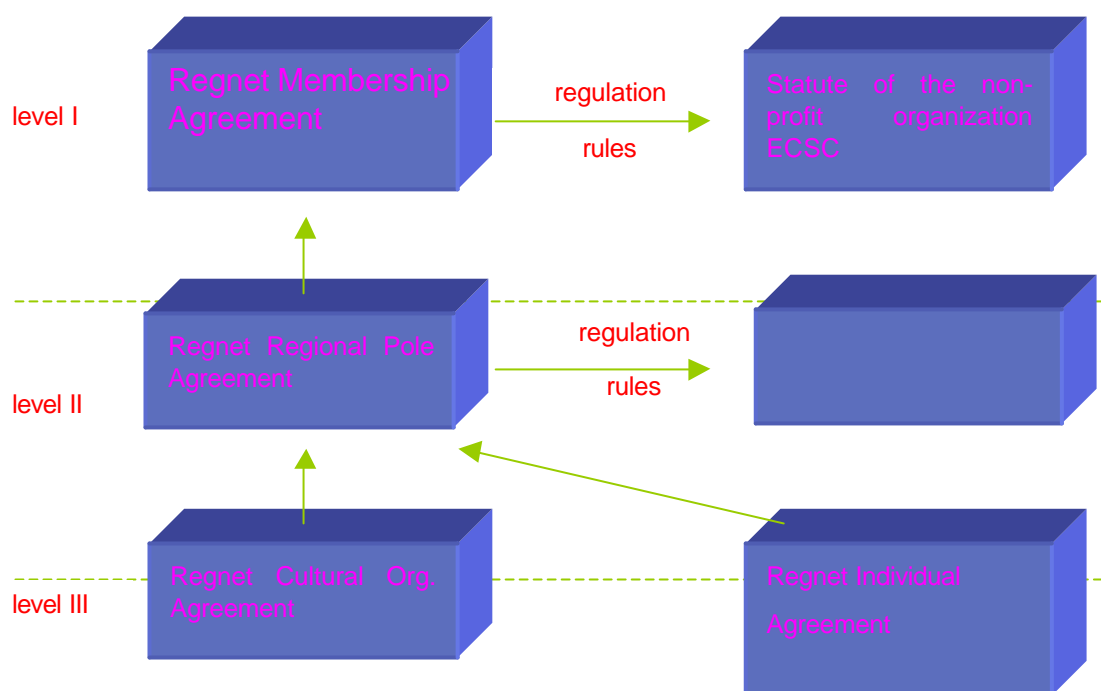 level I
Regnet Membership
Agreement
regulation
rules
Statute of the non-
profit organization
ECSC
level II
Regnet Regional Pole
Agreement
regulation
rules
level III
Regnet Cultural Org.
Agreement
Regnet Individual
Agreement